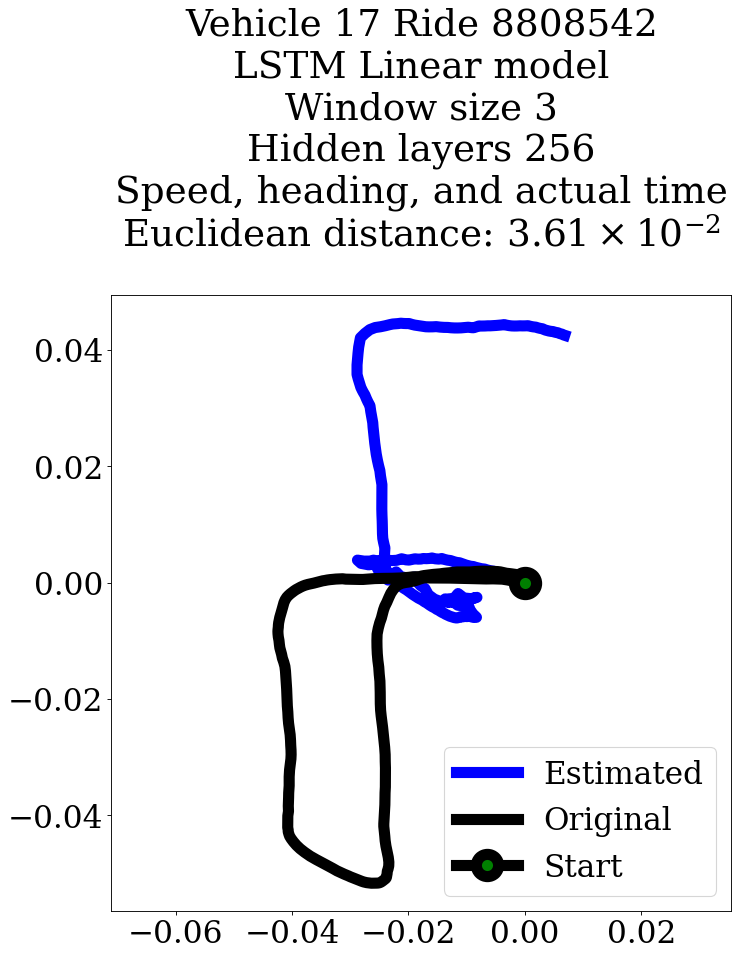 Vehicle 17 Ride 8808542
LSTM Linear model
Window size 3
Hidden layers 256
Speed, heading, and actual time
Euclidean distance: 3.61 × 10⁻²
0.04
0.02
0.00
−0.02
−0.04
Estimated
Original
Start
−0.06 −0.04 −0.02 0.00 0.02